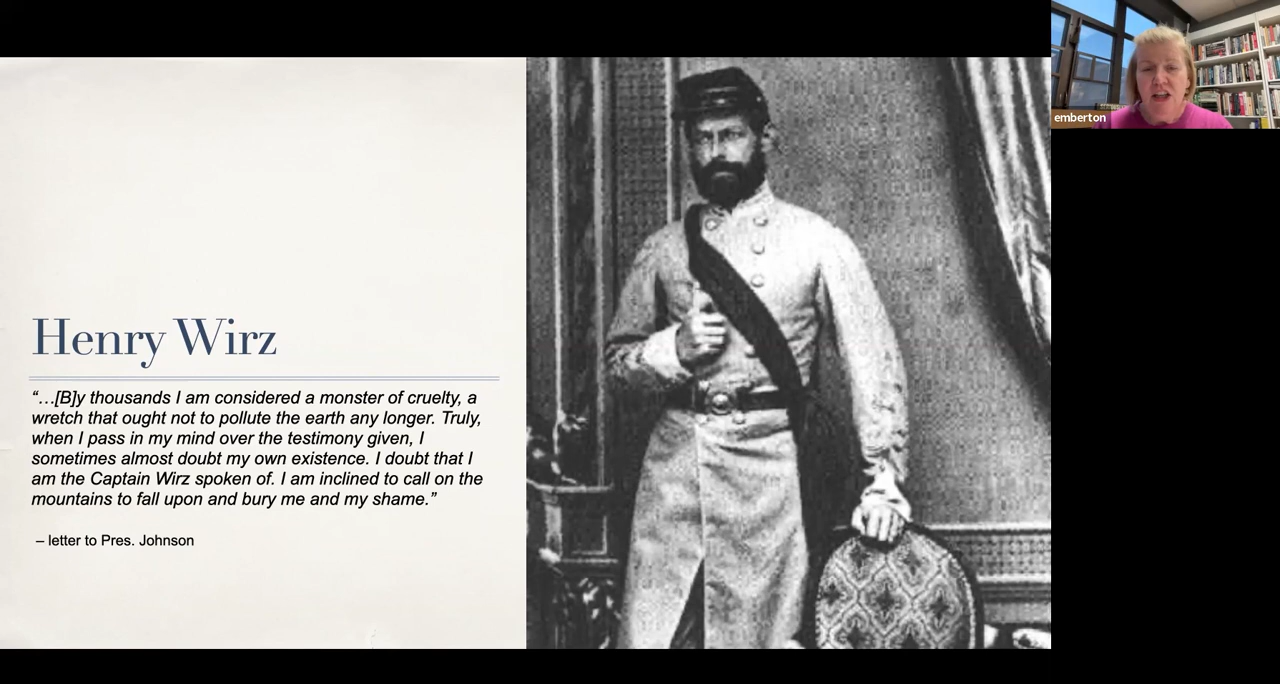 Henry Wirz
“…[B]y thousands I am considered a monster of cruelty, a
wretch that ought not to pollute the earth any longer. Truly,
when I pass in my mind over the testimony given, I
sometimes almost doubt my own existence. I doubt that I
am the Captain Wirz spoken of. I am inclined to call on the
mountains to fall upon and bury me and my shame.”
– letter to Pres. Johnson
emberton